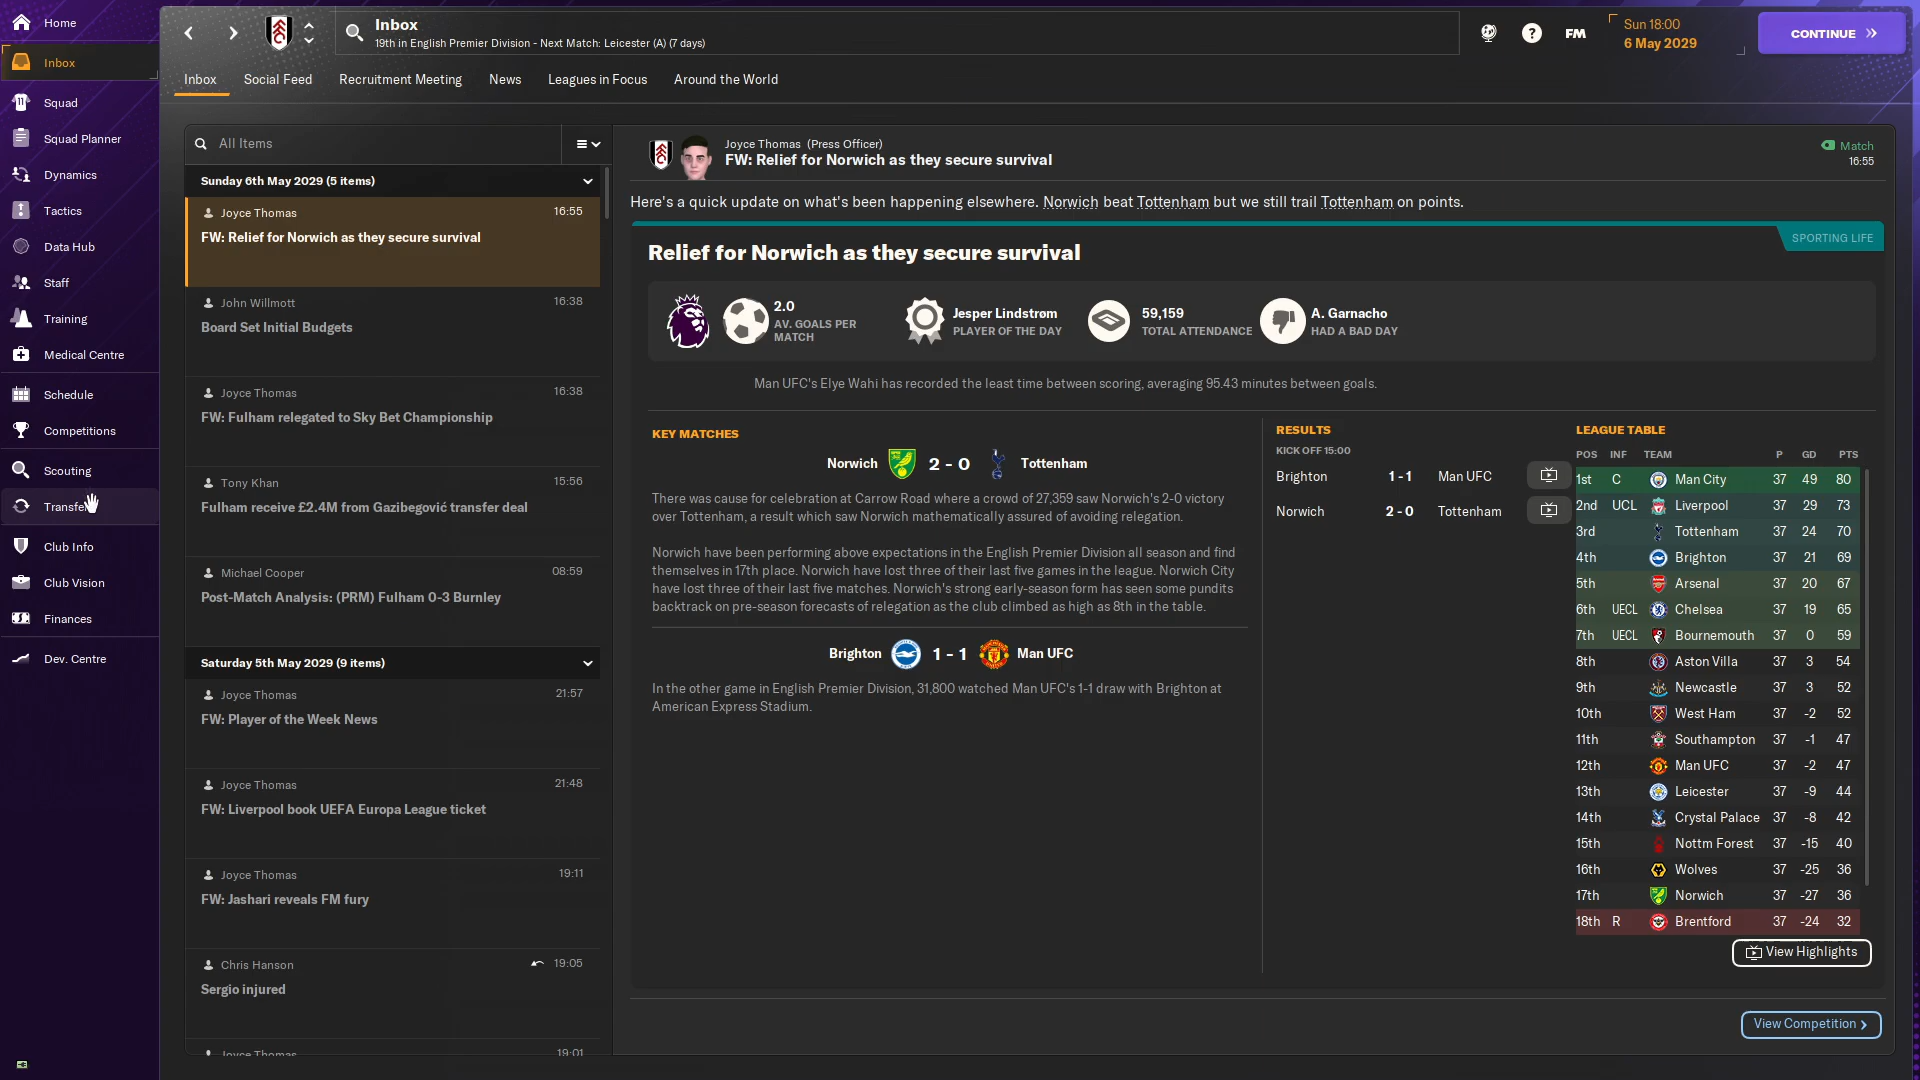 Home
Inbox
Squad
Squad Planner
Dynamics
Tactics
Data Hub
Staff
Training
Medical Centre
Schedule
Competitions
Scouting
Transfe
Club Info
Club Vision
Finances
Dev. Centre
Inbox
19th in English Premier Division - Next Match: Leicester (A) (7 days)
FM
Sun 18:00
6 May 2029
CONTINUE
Inbox Social Feed Recruitment Meeting News Leagues in Focus Around the World
All Items
Sunday 6th May 2029 (5 items)
Joyce Thomas 16:55
FW: Relief for Norwich as they secure survival
John Willmott 16:38
Board Set Initial Budgets
Joyce Thomas 16:38
FW: Fulham relegated to Sky Bet Championship
Tony Khan 15:56
Fulham receive £2.4M from Gazibegović transfer deal
Michael Cooper 08:59
Post-Match Analysis: (PRM) Fulham 0-3 Burnley
Saturday 5th May 2029 (9 items)
Joyce Thomas 21:57
FW: Player of the Week News
Joyce Thomas 21:48
FW: Liverpool book UEFA Europa League ticket
Joyce Thomas 19:11
FW: Jashari reveals FM fury
Chris Hanson 19:05
Sergio injured
Joyce Thomas 19:01
Joyce Thomas (Press Officer)
FW: Relief for Norwich as they secure survival
Match
16:55
Here's a quick update on what's been happening elsewhere. Norwich beat Tottenham but we still trail Tottenham on points.
SPORTING LIFE
Relief for Norwich as they secure survival
2.0
AV. GOALS PER
MATCH
Jesper Lindstrøm
PLAYER OF THE DAY
59,159
TOTAL ATTENDANCE
A. Garnacho
HAD A BAD DAY
Man UFC's Elye Wahi has recorded the least time between scoring, averaging 95.43 minutes between goals.
KEY MATCHES
Norwich 2 - 0 Tottenham
There was cause for celebration at Carrow Road where a crowd of 27,359 saw Norwich's 2-0 victory
over Tottenham, a result which saw Norwich mathematically assured of avoiding relegation.
Norwich have been performing above expectations in the English Premier Division all season and find
themselves in 17th place. Norwich have lost three of their last five games in the league. Norwich City
have lost three of their last five matches. Norwich's strong early-season form has seen some pundits
backtrack on pre-season forecasts of relegation as the club climbed as high as 8th in the table.
Brighton 1 - 1 Man UFC
In the other game in English Premier Division, 31,800 watched Man UFC's 1-1 draw with Brighton at
American Express Stadium.
RESULTS
KICK OFF 15:00
Brighton 1 - 1 Man UFC
Norwich 2 - 0 Tottenham
LEAGUE TABLE
POS INF TEAM P GD PTS
1st C Man City 37 49 80
2nd UCL Liverpool 37 29 73
3rd Tottenham 37 24 70
4th Brighton 37 21 69
5th Arsenal 37 20 67
6th UECL Chelsea 37 19 65
7th UECL Bournemouth 37 0 59
8th Aston Villa 37 3 54
9th Newcastle 37 3 52
10th West Ham 37 -2 52
11th Southampton 37 -1 47
12th Man UFC 37 -2 47
13th Leicester 37 -9 44
14th Crystal Palace 37 -8 42
15th Nottm Forest 37 -15 40
16th Wolves 37 -25 36
17th Norwich 37 -27 36
18th R Brentford 37 -24 32
View Highlights
View Competition